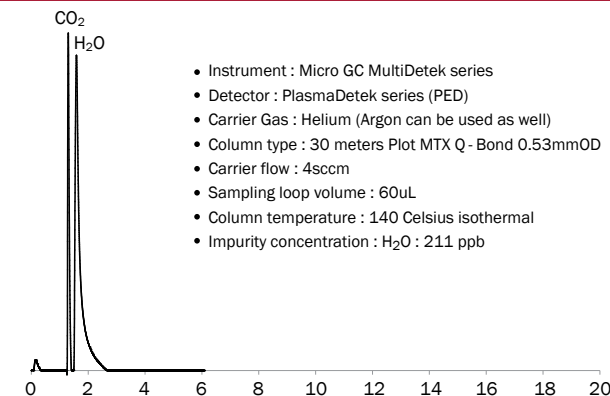 CO₂
H₂O
• Instrument : Micro GC MultiDetek series
• Detector : PlasmaDetek series (PED)
• Carrier Gas : Helium (Argon can be used as well)
• Column type : 30 meters Plot MTX Q - Bond 0.53mmOD
• Carrier flow : 4sccm
• Sampling loop volume : 60uL
• Column temperature : 140 Celsius isothermal
• Impurity concentration : H₂O : 211 ppb
0 2 4 6 8 10 12 14 16 18 20